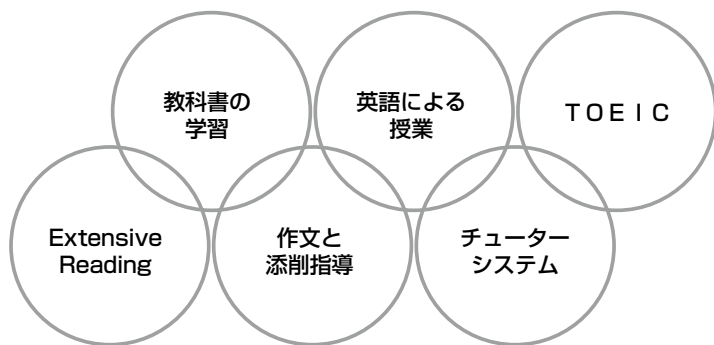 教科書の
学習
英語による
授業
ＴＯＥＩＣ
Extensive
Reading
作文と
添削指導
チューター
システム